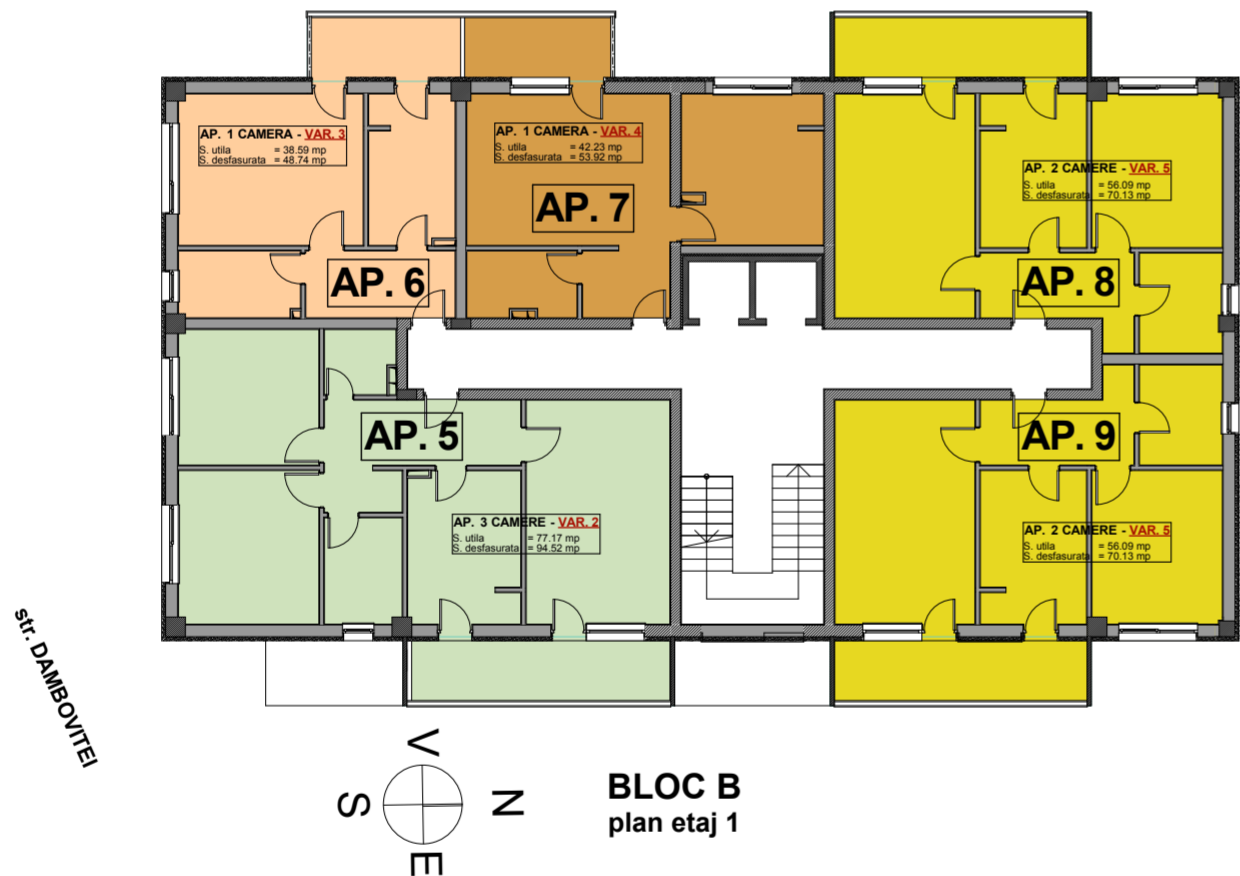 AP. 1 CAMERA - VAR. 3
S. utila = 38.59 mp
S. desfasurata = 48.74 mp
AP. 6
AP. 1 CAMERA - VAR. 4
S. utila = 42.23 mp
S. desfasurata = 53.92 mp
AP. 7
AP. 2 CAMERE - VAR. 5
S. utila = 56.09 mp
S. desfasurata = 70.13 mp
AP. 8
AP. 5
AP. 3 CAMERE - VAR. 2
S. utila = 77.17 mp
S. desfasurata = 94.52 mp
AP. 9
AP. 2 CAMERE - VAR. 5
S. utila = 56.09 mp
S. desfasurata = 70.13 mp
str. DAMBOVITEI
V
S
N
E
BLOC B
plan etaj 1